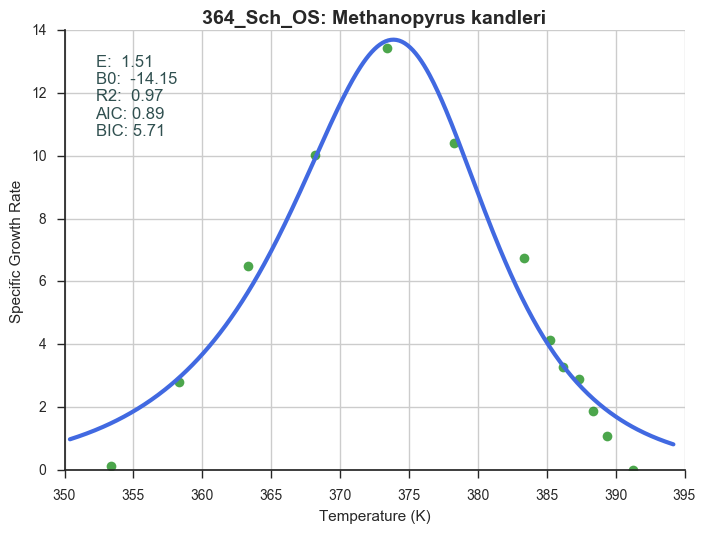 364_Sch_OS: Methanopyrus kandleri
E:  1.51
B0:  -14.15
R2:  0.97
AIC: 0.89
BIC: 5.71
Specific Growth Rate
14
12
10
8
6
4
2
0
350 355 360 365 370 375 380 385 390 395
Temperature (K)